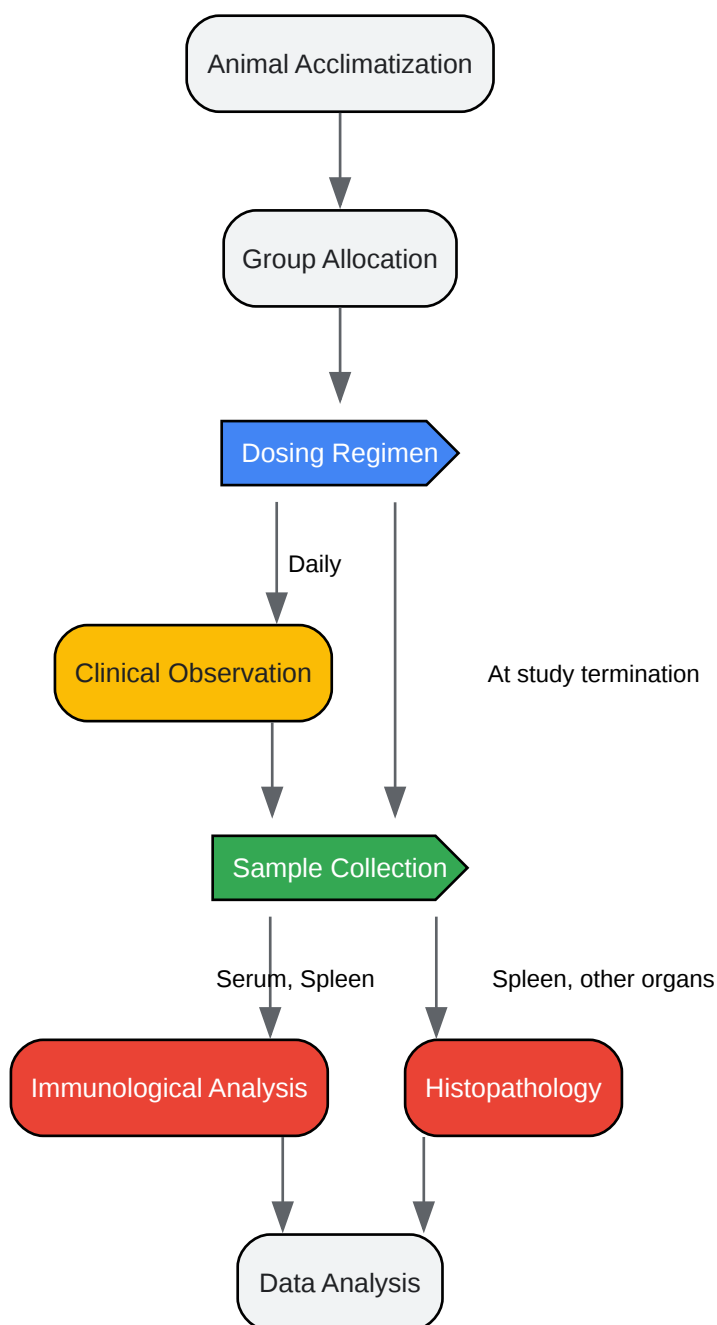 Animal Acclimatization
Group Allocation
Dosing Regimen
Daily
Clinical Observation
At study termination
Sample Collection
Serum, Spleen
Spleen, other organs
Immunological Analysis
Histopathology
Data Analysis